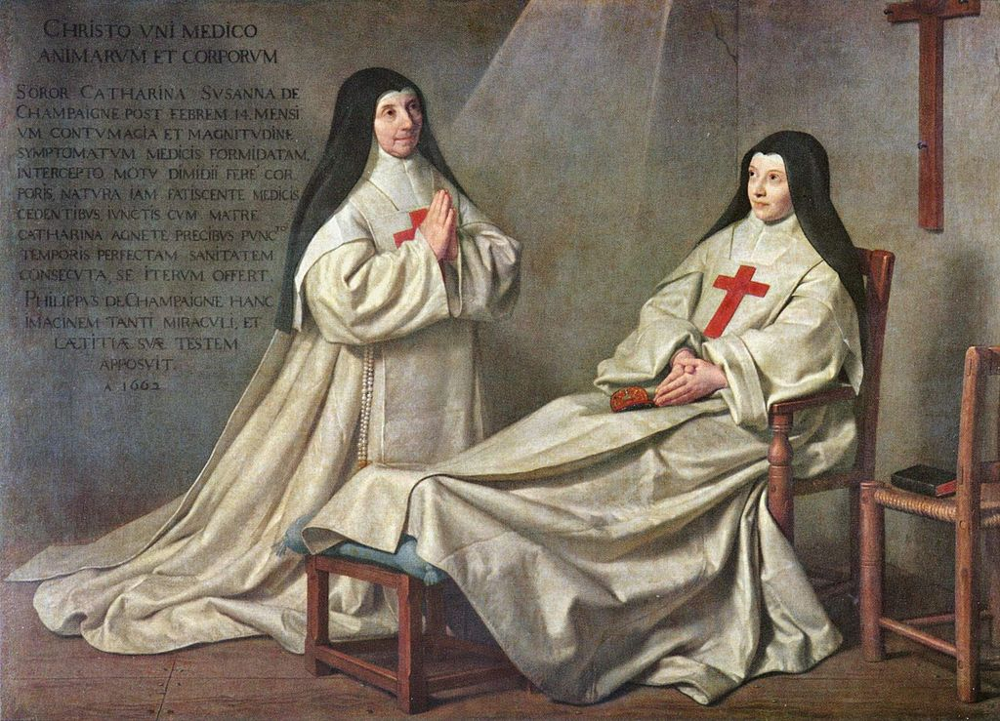 CHRISTO VNI MEDICO
ANIMARVM ET CORPORVM
SOROR CATHARINA SVSANNA DE
CHAMPAIGNE POST FEBREM 14 MENSI
VM CONTVMACIA ET MAGNITVDINE
SYMPTOMATVM MEDICIS FORMIDATAM,
INTERCEPTO MOTV DIMIDII FERE COR
PORIS NATVRA IAM FATISCENTE MEDICIS
CEDENTIBVS, IVNCTIS CVM MATRE
CATHARINA AGNETE PRECIBVS PVNCTO
TEMPORIS PERFECTAM SANITATEM
CONSECVTA, SE ITERVM OFFERT.
PHILIPPVS DE CHAMPAIGNE HANC
IMAGINEM TANTI MIRACVLI, ET
LÆTITIÆ SVÆ TESTEM
APPOSVIT.
A. 1662